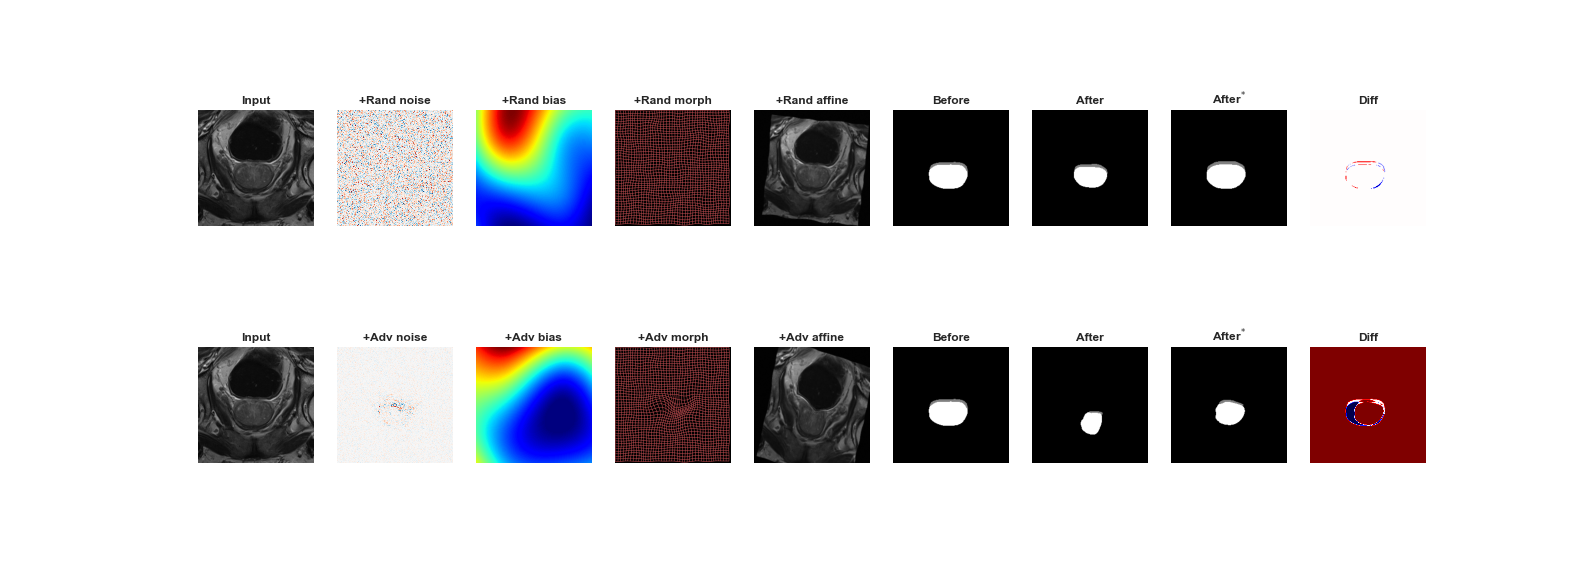 Input +Rand noise +Rand bias +Rand morph +Rand affine Before After After* Diff
Input +Adv noise +Adv bias +Adv morph +Adv affine Before After After* Diff